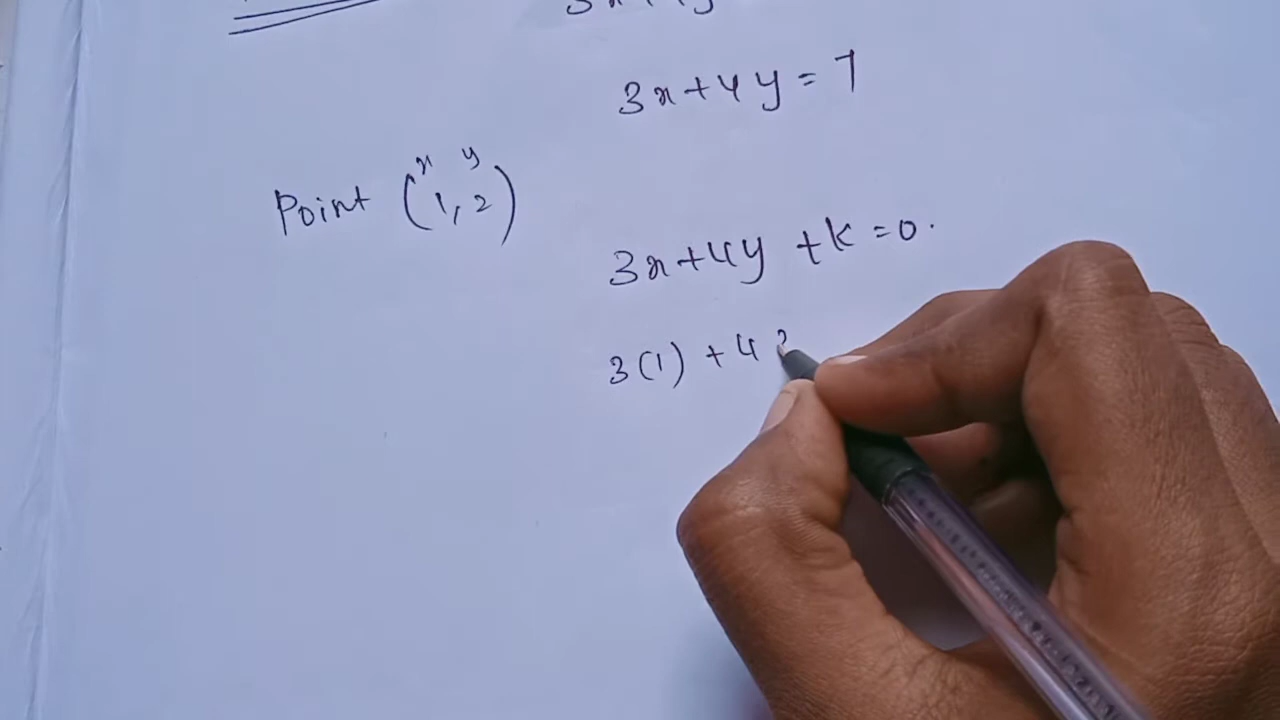 3x+4y = 7
Point (1, 2)
x y
3x+4y +k =0.
3(1) +4